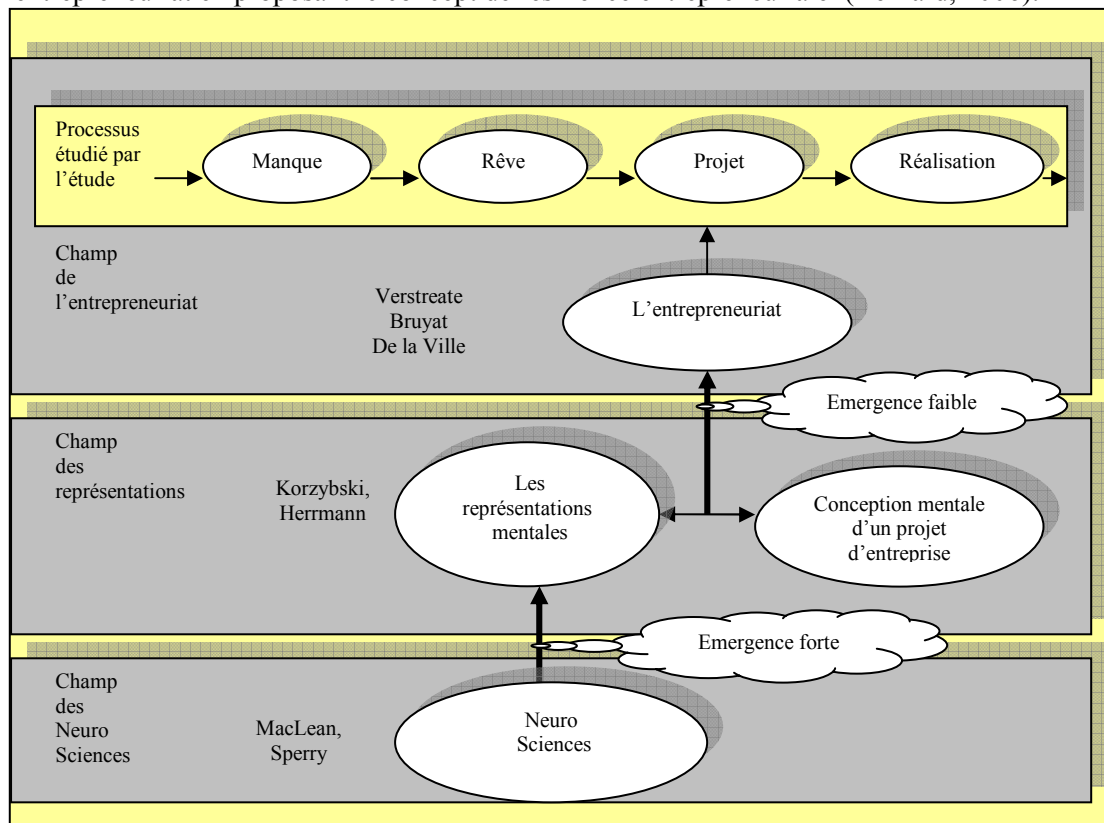 Processus
étudié par
l’étude
Manque
Rêve
Projet
Réalisation
Champ
de
l’entrepreneuriat
Verstreate
Bruyat
De la Ville
L’entrepreneuriat
Emergence faible
Champ
des
représentations
Korzybski,
Herrmann
Les
représentations
mentales
Conception mentale
d’un projet
d’entreprise
Emergence forte
Champ
des
Neuro
Sciences
MacLean,
Sperry
Neuro
Sciences